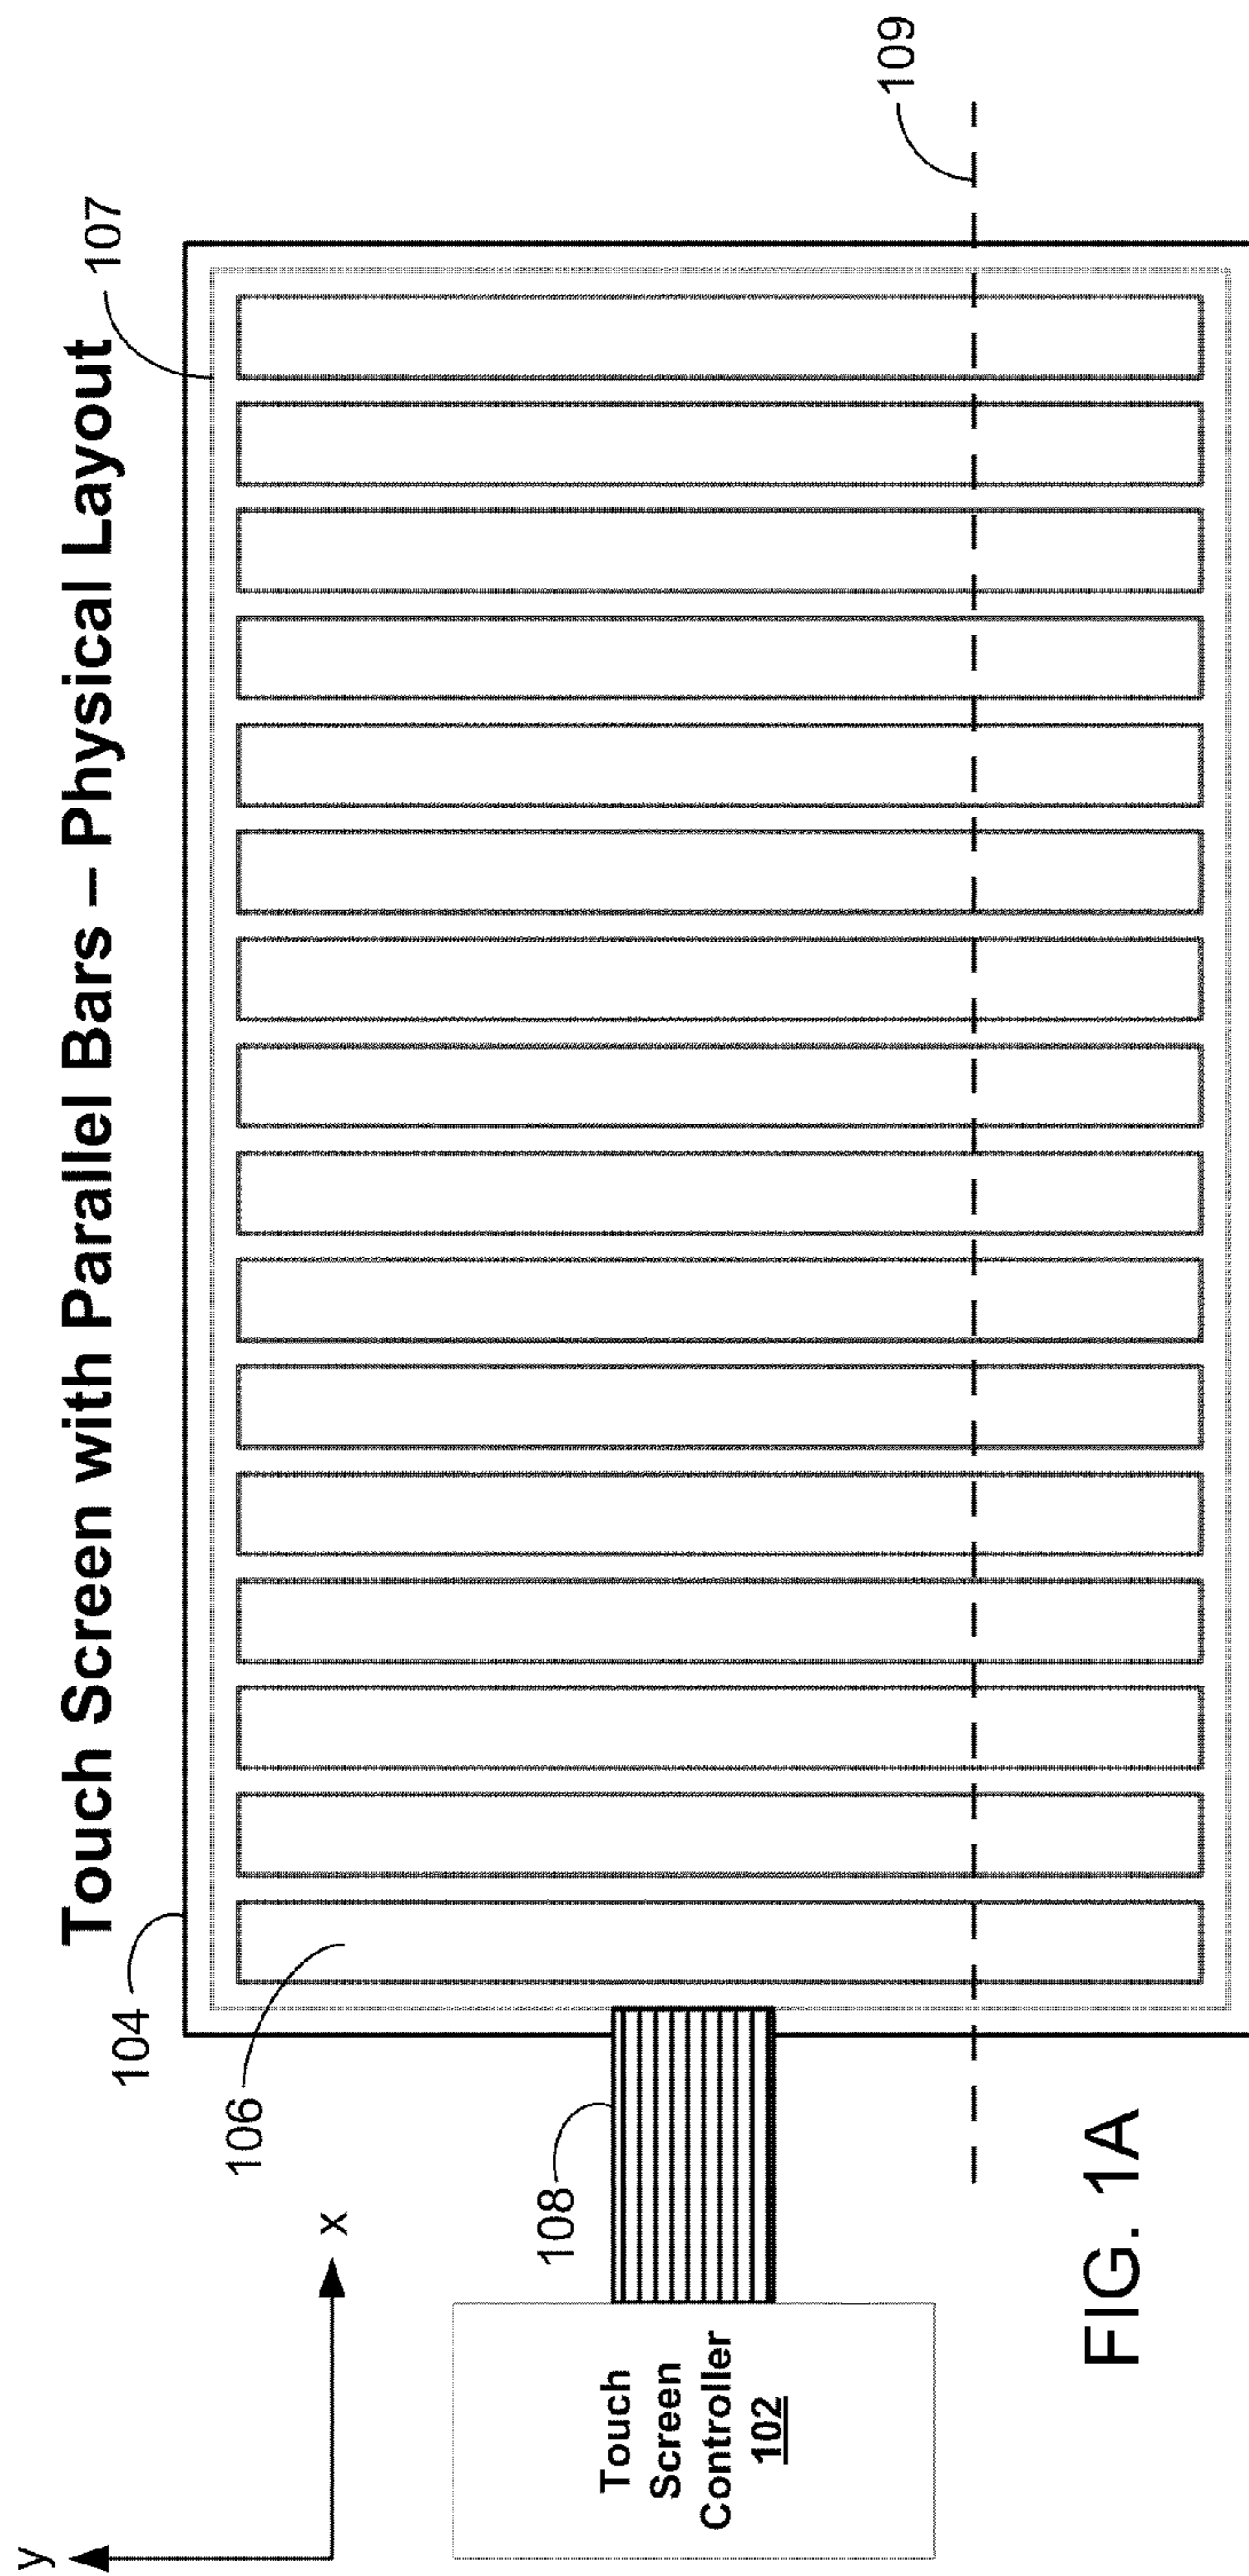 Touch Screen with Parallel Bars – Physical Layout
y
x
104
106
107
108
109
Touch
Screen
Controller
102
FIG. 1A